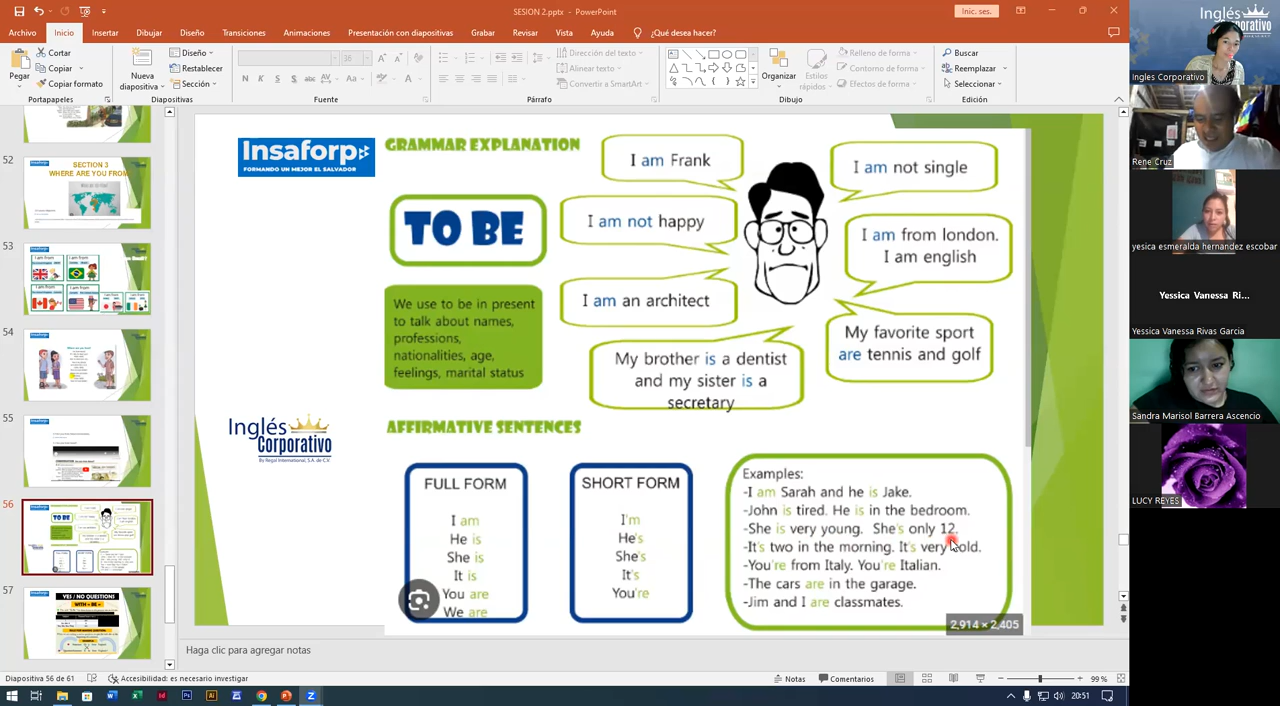 SESION 2.pptx - PowerPoint
Inic. ses.
Archivo Inicio Insertar Dibujar Diseño Transiciones Animaciones Presentación con diapositivas Grabar Revisar Vista Ayuda ¿Qué desea hacer?
Pegar
Cortar
Copiar
Copiar formato
Portapapeles
Nueva
diapositiva
Diseño
Restablecer
Sección
Diapositivas
36
N K S S abc AV Aa
Fuente
Dirección del texto
Alinear texto
Convertir a SmartArt
Párrafo
Organizar
Estilos
rápidos
Relleno de forma
Contorno de forma
Efectos de forma
Dibujo
Buscar
Reemplazar
Seleccionar
Edición
52
SECTION 3
WHERE ARE YOU FROM
53
54
55
56
57
YES / NO QUESTIONS
WITH - BE +
Insaforp
FORMANDO UN MEJOR EL SALVADOR
GRAMMAR EXPLANATION
TO BE
We use to be in present
to talk about names,
professions,
nationalities, age,
feelings, marital status
I am Frank
I am not happy
I am an architect
My brother is a dentist
and my sister is a
secretary
I am not single
I am from london.
I am english
My favorite sport
are tennis and golf
Inglés
Corporativo
By Regal International, S.A. de C.V.
AFFIRMATIVE SENTENCES
FULL FORM
I am
He is
She is
It is
You are
We are
SHORT FORM
I'm
He's
She's
It's
You're
Examples:
-I am Sarah and he is Jake.
-John is tired. He is in the bedroom.
-She is very young. She's only 12.
-It's two in the morning. It's very old.
-You're from Italy. You're Italian.
-The cars are in the garage.
-Jim and I are classmates.
2,914 × 2,405
Haga clic para agregar notas
Diapositiva 56 de 61
Accesibilidad: es necesario investigar
Notas
Comentarios
99 %
20:51
Inglés
Corporativo
Ingles Corporativo
Rene Cruz
yesica esmeralda hernandez escobar
Yessica Vanessa Ri...
Yessica Vanessa Rivas Garcia
Sandra Marisol Barrera Ascencio
LUCY REYES